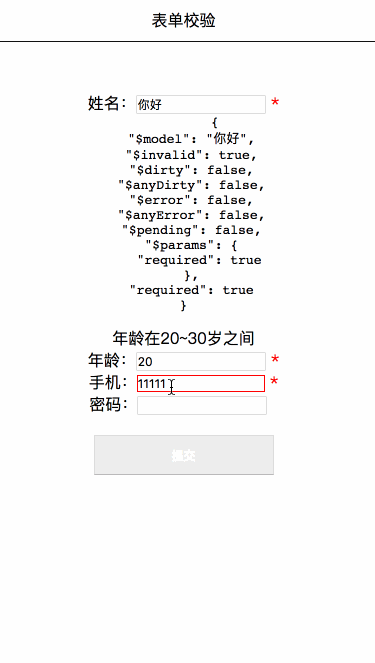 表单校验
姓名： 你好 *
{
"$model": "你好",
"$invalid": true,
"$dirty": false,
"$anyDirty": false,
"$error": false,
"$anyError": false,
"$pending": false,
"$params": {
"required": true
},
"required": true
}
年龄在20~30岁之间
年龄： 20 *
手机： 11111 *
密码：
提交